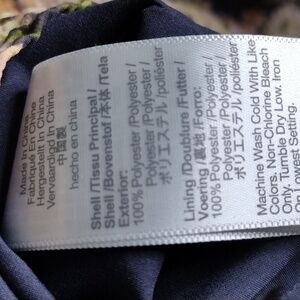 Made In China
Fabriqué En Chine
Hergestellt In China
Vervaardigd In China
中国製
hecho en china
Shell /Tissu Principal /
Shell /Bovenstof /本体 /Tela
Exterior:
100% Polyester /Polyester /
Polyester /Polyester /
ポリエステル /poliéster
Lining /Doublure /Futter/
Voering /裏地 / Forro:
100% Polyester /Polyester /
Polyester /Polyester /
ポリエステル /poliéster
Machine Wash Cold With Like
Colors. Non-Chlorine Bleach
Only. Tumble Dry Low. Iron
On Lowest Setting.